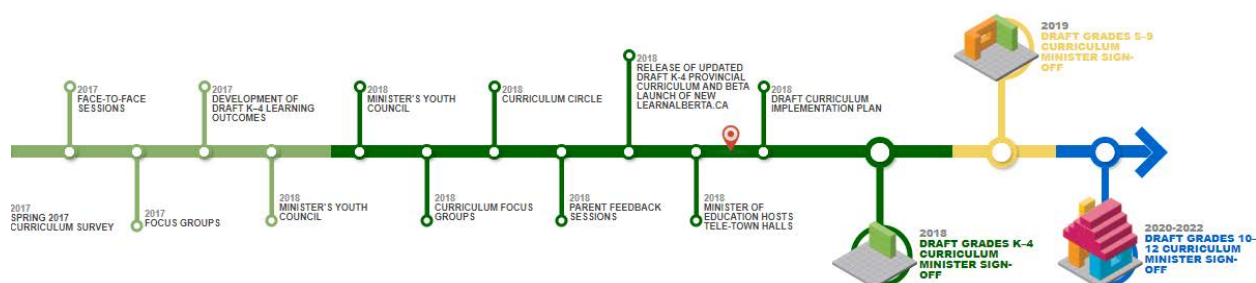 2017
SPRING 2017
CURRICULUM SURVEY
2017
FACE-TO-FACE
SESSIONS
2017
FOCUS GROUPS
2017
DEVELOPMENT OF
DRAFT K–4 LEARNING
OUTCOMES
2018
MINISTER'S YOUTH
COUNCIL
2018
MINISTER'S YOUTH
COUNCIL
2018
CURRICULUM FOCUS
GROUPS
2018
CURRICULUM CIRCLE
2018
PARENT FEEDBACK
SESSIONS
2018
RELEASE OF UPDATED
DRAFT K-4 PROVINCIAL
CURRICULUM AND BETA
LAUNCH OF NEW
LEARNALBERTA.CA
2018
MINISTER OF
EDUCATION HOSTS
TELE-TOWN HALLS
2018
DRAFT CURRICULUM
IMPLEMENTATION PLAN
2018
DRAFT GRADES K–4
CURRICULUM
MINISTER SIGN-
OFF
2019
DRAFT GRADES 5–9
CURRICULUM
MINISTER SIGN-
OFF
2020-2022
DRAFT GRADES 10–
12 CURRICULUM
MINISTER SIGN-
OFF